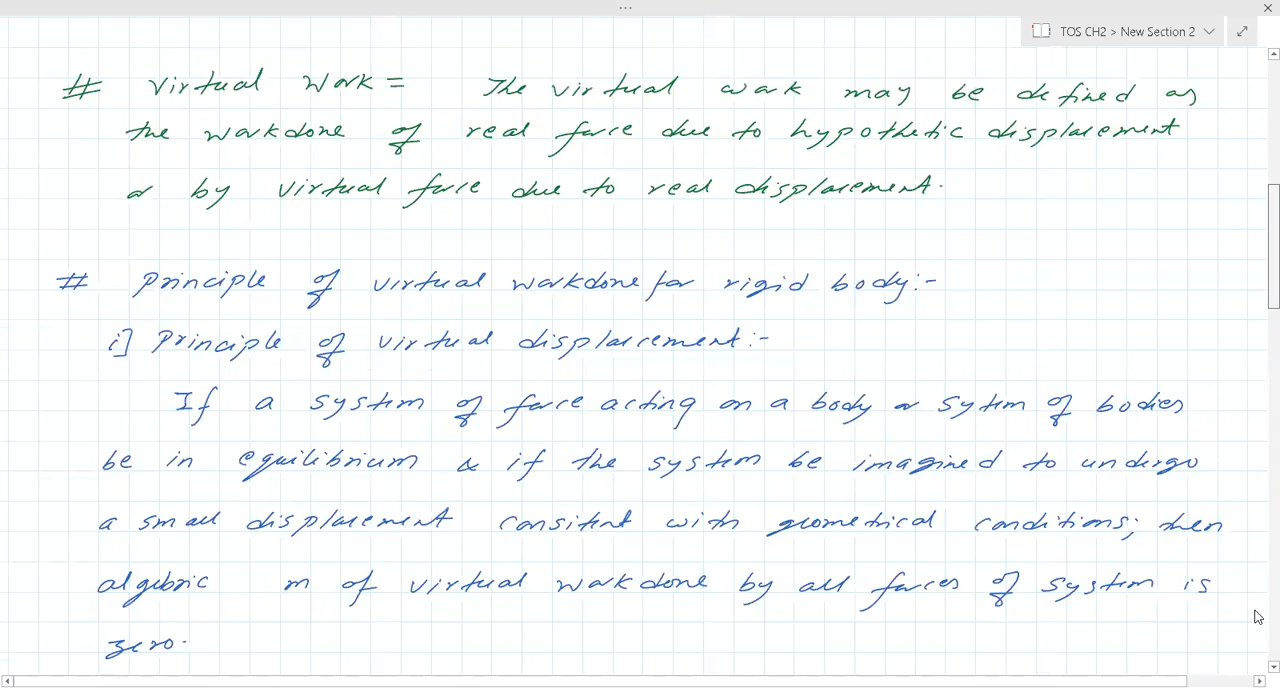 TOS CH2 > New Section 2
# Virtual Work = The virtual work may be defined as
the workdone of real force due to hypothetic displacement
or by virtual force due to real displacement.
# Principle of virtual workdone for rigid body:-
i] Principle of virtual displacement:-
If a system of force acting on a body or sytem of bodies
be in equilibrium & if the system be imagined to undergo
a small displacement consitent with geometrical conditions; then
algebric m of virtual workdone by all forces of system is
zero.